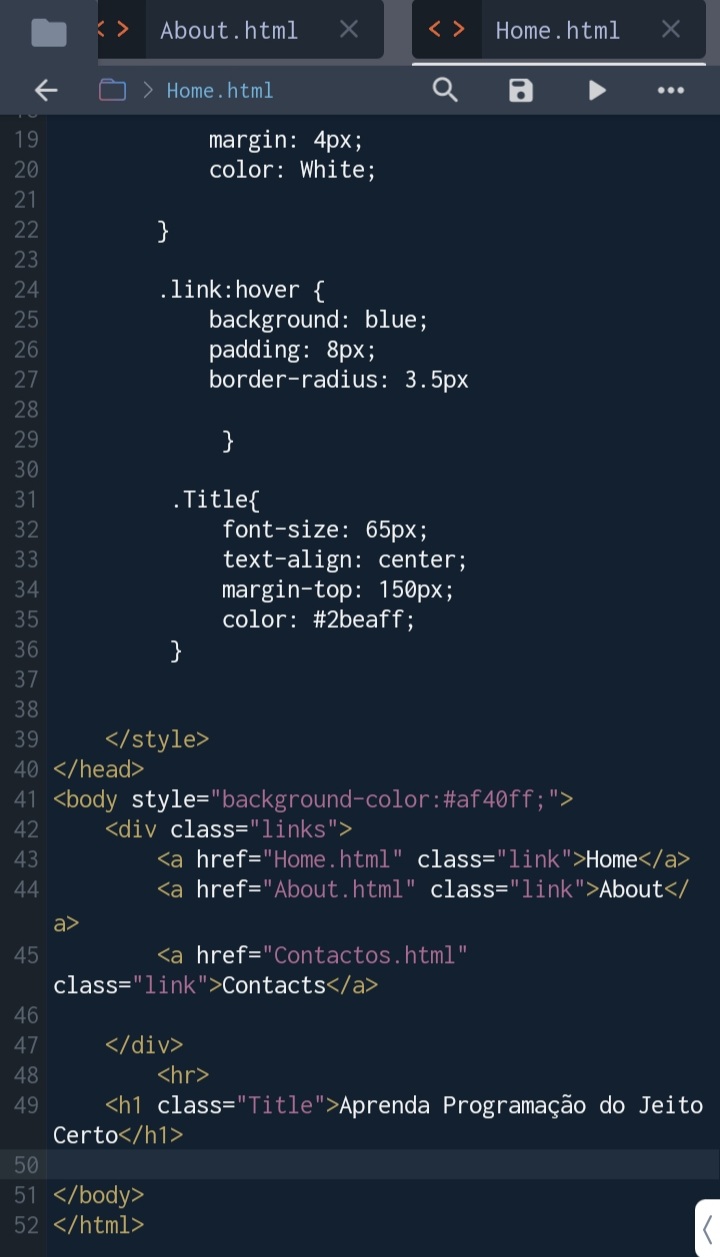 < > About.html ×
< > Home.html ×
> Home.html
19 margin: 4px;
20 color: White;
21
22 }
23
24 .link:hover {
25 background: blue;
26 padding: 8px;
27 border-radius: 3.5px
28
29 }
30
31 .Title{
32 font-size: 65px;
33 text-align: center;
34 margin-top: 150px;
35 color: #2beaff;
36 }
37
38
39 </style>
40 </head>
41 <body style="background-color:#af40ff;">
42 <div class="links">
43 <a href="Home.html" class="link">Home</a>
44 <a href="About.html" class="link">About</
a>
45 <a href="Contactos.html"
class="link">Contacts</a>
46
47 </div>
48 <hr>
49 <h1 class="Title">Aprenda Programação do Jeito
Certo</h1>
50
51 </body>
52 </html>